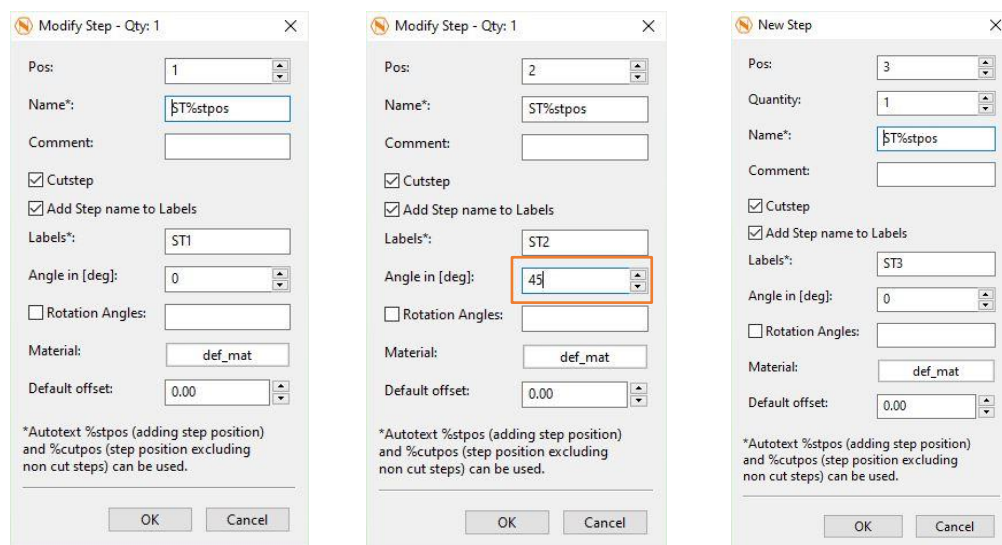 Modify Step - Qty: 1
Pos:
1
Name*:
ST%stpos
Comment:
Cutstep
Add Step name to Labels
Labels*:
ST1
Angle in [deg]:
0
Rotation Angles:
Material:
def_mat
Default offset:
0.00
*Autotext %stpos (adding step position)
and %cutpos (step position excluding
non cut steps) can be used.
OK
Cancel
Modify Step - Qty: 1
Pos:
2
Name*:
ST%stpos
Comment:
Cutstep
Add Step name to Labels
Labels*:
ST2
Angle in [deg]:
45
Rotation Angles:
Material:
def_mat
Default offset:
0.00
*Autotext %stpos (adding step position)
and %cutpos (step position excluding
non cut steps) can be used.
OK
Cancel
New Step
Pos:
3
Quantity:
1
Name*:
ST%stpos
Comment:
Cutstep
Add Step name to Labels
Labels*:
ST3
Angle in [deg]:
0
Rotation Angles:
Material:
def_mat
Default offset:
0.00
*Autotext %stpos (adding step position)
and %cutpos (step position excluding
non cut steps) can be used.
OK
Cancel